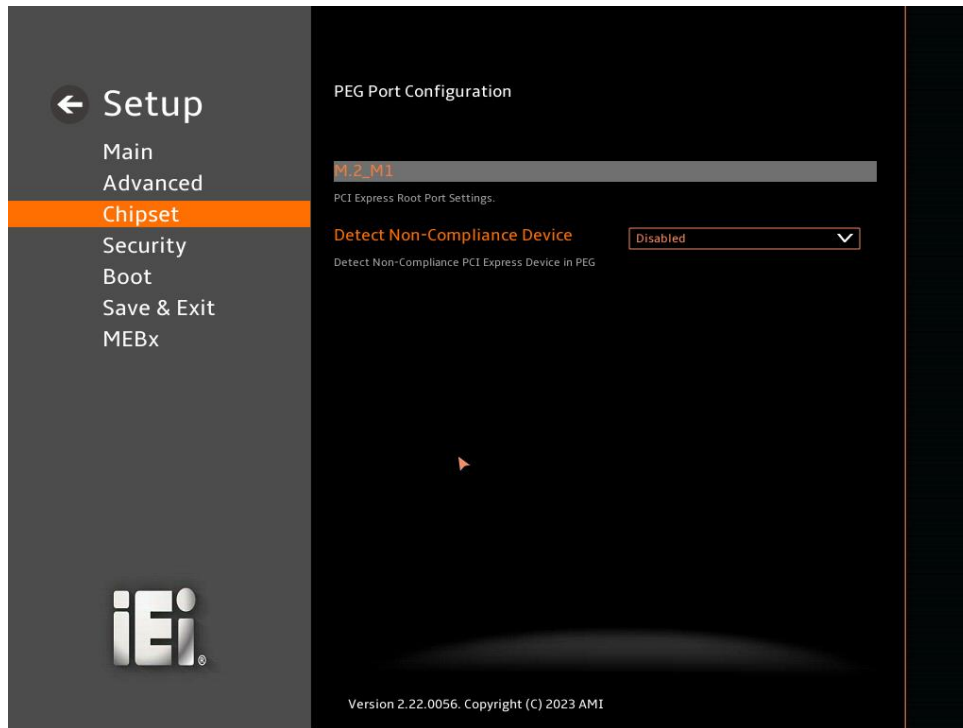 Setup
Main
Advanced
Chipset
Security
Boot
Save & Exit
MEBx
iEi®
PEG Port Configuration
M.2_M1
PCI Express Root Port Settings.
Detect Non-Compliance Device
Disabled
Detect Non-Compliance PCI Express Device in PEG
Version 2.22.0056. Copyright (C) 2023 AMI